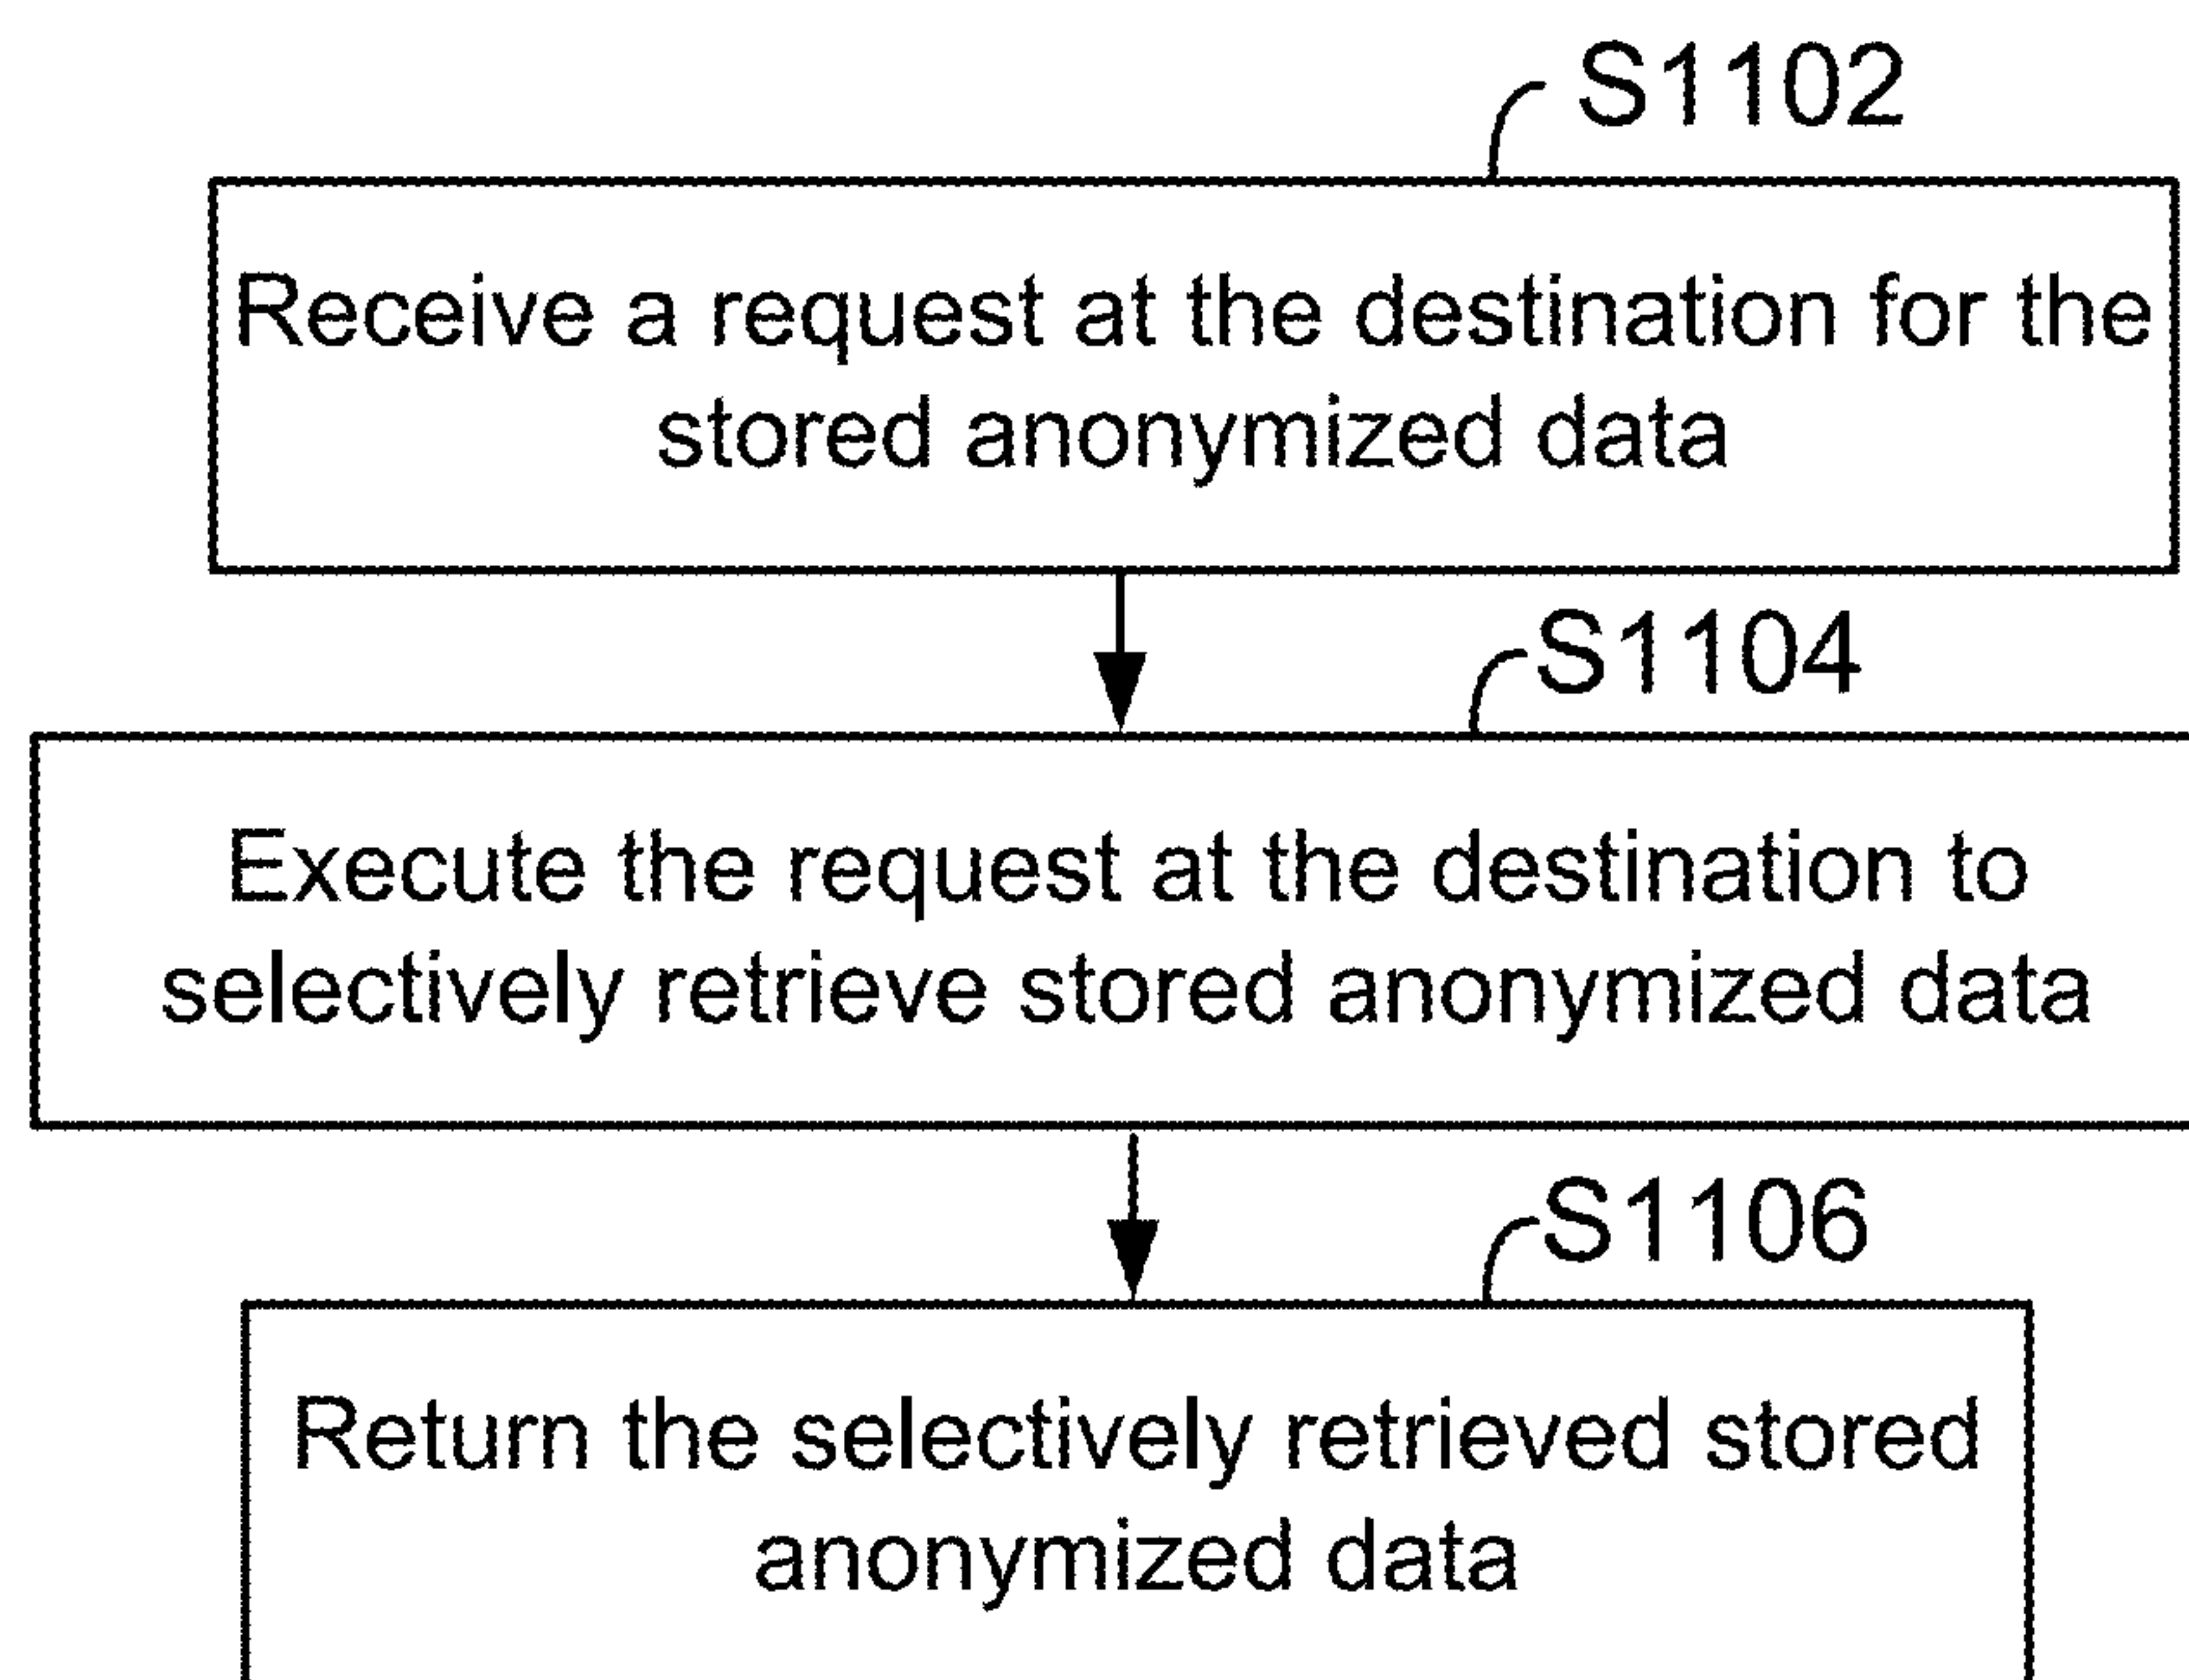 S1102
Receive a request at the destination for the
stored anonymized data
S1104
Execute the request at the destination to
selectively retrieve stored anonymized data
S1106
Return the selectively retrieved stored
anonymized data